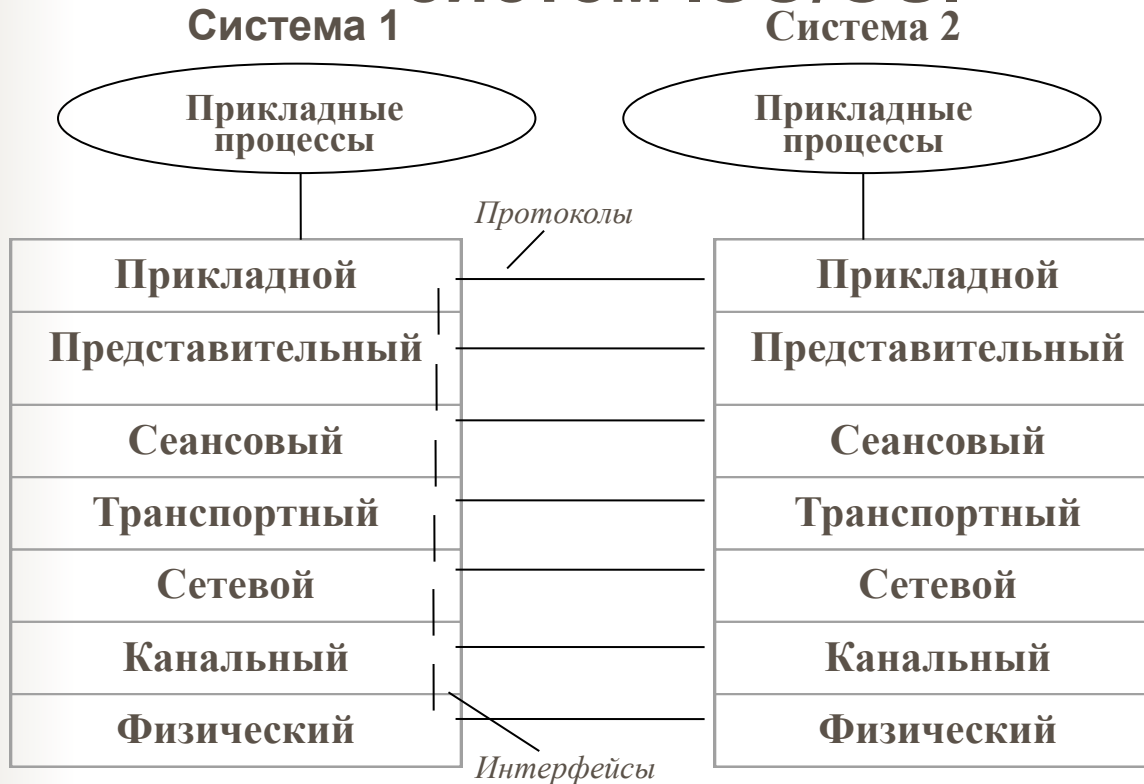 Система 1
Система 2
Прикладные
процессы
Прикладные
процессы
Протоколы
Прикладной
Прикладной
Представительный
Представительный
Сеансовый
Сеансовый
Транспортный
Транспортный
Сетевой
Сетевой
Канальный
Канальный
Физический
Физический
Интерфейсы